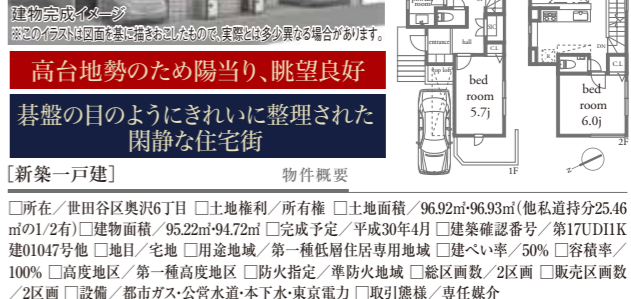 建物完成イメージ
※このイラストは図面を基に描きおこしたもので、実際とは多少異なる場合があります。
高台地勢のため陽当り、眺望良好
碁盤の目のようにきれいに整理された
閑静な住宅街
room
entrance
hall
CL
bed
room
5.7j
1F
DN
CL
bed
room
6.0j
2F
[新築一戸建]
物件概要
□所在／世田谷区奥沢6丁目 □土地権利／所有権 □土地面積／96.92㎡・96.93㎡(他私道持分25.46
㎡の1/2有) □建物面積／95.22㎡・94.72㎡ □完成予定／平成30年4月 □建築確認番号／第17UDI1K
建01047号他 □地目／宅地 □用途地域／第一種低層住居専用地域 □建ぺい率／50% □容積率／
100% □高度地区／第一種高度地区 □防火指定／準防火地域 □総区画数／2区画 □販売区画数
／2区画 □設備／都市ガス・公営水道・本下水・東京電力 □取引態様／専任媒介